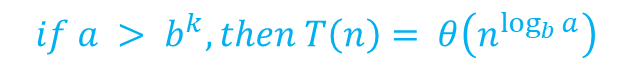 if a > b^k, then T(n) = θ(n^{log_b a})